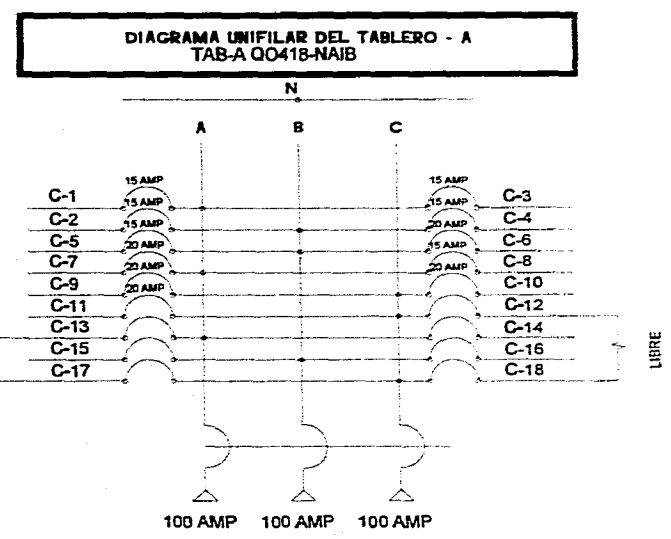 DIAGRAMA UNIFILAR DEL TABLERO - A
TAB-A QO418-NAIB
N
A B C
15 AMP 15 AMP
C-1 15 AMP 15 AMP C-3
C-2 15 AMP 20 AMP C-4
C-5 20 AMP 15 AMP C-6
C-7 20 AMP 20 AMP C-8
C-9 20 AMP C-10
C-11 C-12
C-13 C-14
C-15 C-16
C-17 C-18
LIBRE
100 AMP 100 AMP 100 AMP